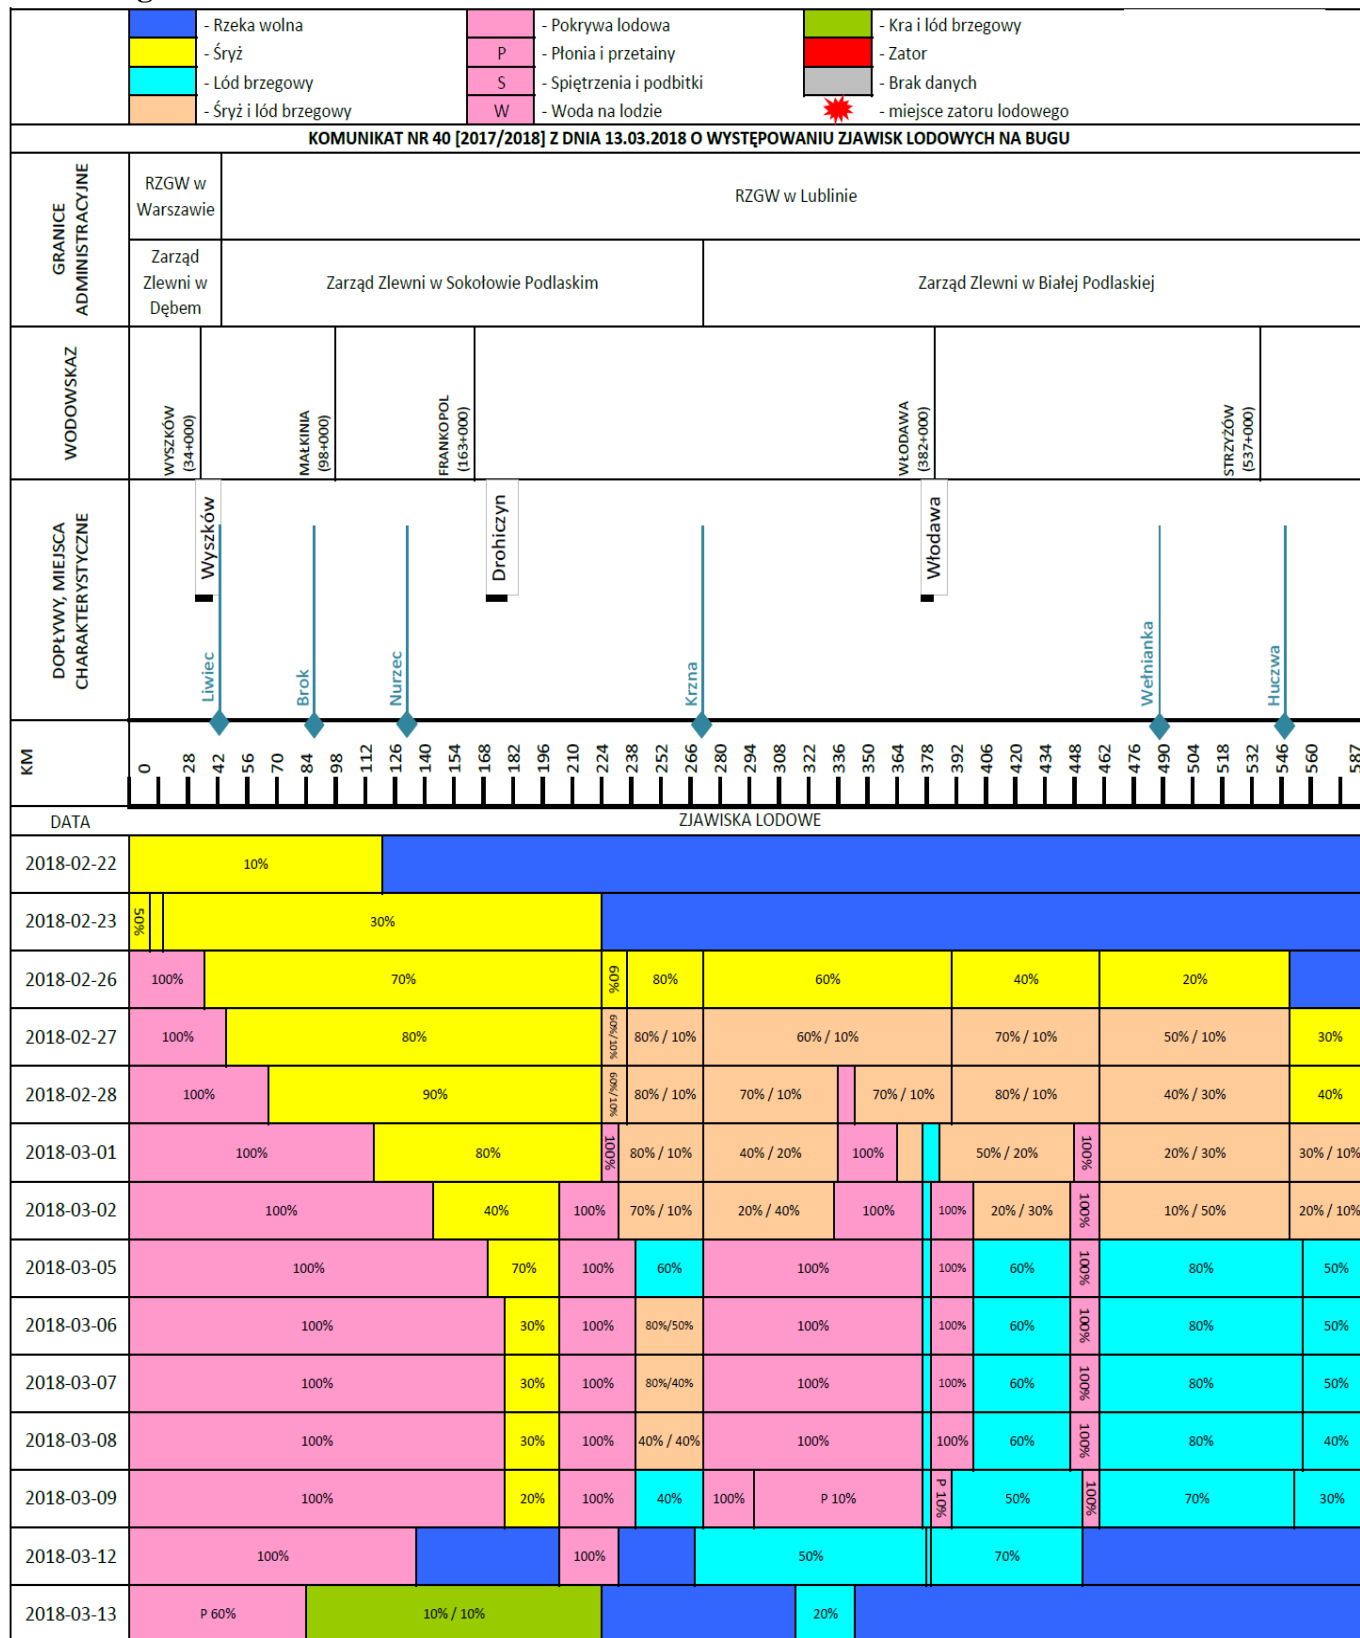 - Rzeka wolna
- Pokrywa lodowa
- Kra i lód brzegowy
- Śryż
P
- Płonia i przetainy
- Zator
- Lód brzegowy
S
- Spiętrzenia i podbitki
- Brak danych
- Śryż i lód brzegowy
W
- Woda na lodzie
- miejsce zatoru lodowego
KOMUNIKAT NR 40 [2017/2018] Z DNIA 13.03.2018 O WYSTĘPOWANIU ZJAWISK LODOWYCH NA BUGU
GRANICE
ADMINISTRACYJNE
RZGW w
Warszawie
RZGW w Lublinie
Zarząd
Zlewni w
Dębem
Zarząd Zlewni w Sokołowie Podlaskim
Zarząd Zlewni w Białej Podlaskiej
WODOWSKAZ
WYSZKÓW
(34+000)
MAŁKINIA
(98+000)
FRANKOPOL
(163+000)
WŁODAWA
(382+000)
STRZYŻÓW
(537+000)
DOPŁYWY, MIEJSCA
CHARAKTERYSTYCZNE
Wyszków
Drohiczyn
Włodawa
Liwiec
Brok
Nurzec
Krzna
Wełnianka
Huczwa
KM
0 28 42 56 70 84 98 112 126 140 154 168 182 196 210 224 238 252 266 280 294 308 322 336 350 364 378 392 406 420 434 448 462 476 490 504 518 532 546 560 587
DATA
ZJAWISKA LODOWE
2018-02-22 10%
2018-02-23 50% 30%
2018-02-26 100% 70% 60% 80% 60% 40% 20%
2018-02-27 100% 80% 60%/10% 80% / 10% 60% / 10% 70% / 10% 50% / 10% 30%
2018-02-28 100% 90% 60%/10% 80% / 10% 70% / 10% 70% / 10% 80% / 10% 40% / 30% 40%
2018-03-01 100% 80% 100% 80% / 10% 40% / 20% 100% 50% / 20% 100% 20% / 30% 30% / 10%
2018-03-02 100% 40% 100% 70% / 10% 20% / 40% 100% 100% 20% / 30% 100% 10% / 50% 20% / 10%
2018-03-05 100% 70% 100% 60% 100% 100% 60% 100% 80% 50%
2018-03-06 100% 30% 100% 80%/50% 100% 100% 60% 100% 80% 50%
2018-03-07 100% 30% 100% 80%/40% 100% 100% 60% 100% 80% 50%
2018-03-08 100% 30% 100% 40% / 40% 100% 100% 60% 100% 80% 40%
2018-03-09 100% 20% 100% 40% 100% P 10% P 10% 50% 100% 70% 30%
2018-03-12 100% 100% 50% 70%
2018-03-13 P 60% 10% / 10% 20%